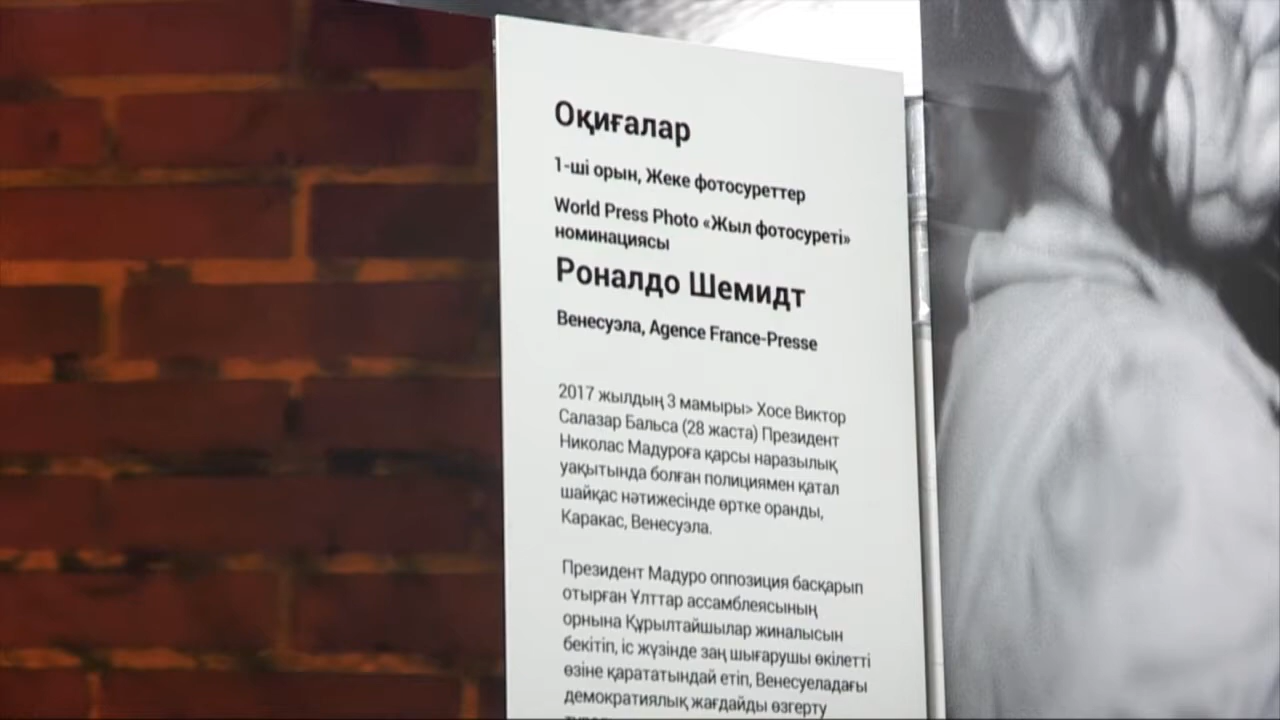 Оқиғалар
1-ші орын, Жеке фотосуреттер
World Press Photo «Жыл фотосуреті»
номинациясы
Роналдо Шемидт
Венесуэла, Agence France-Presse
2017 жылдың 3 мамыры> Хосе Виктор
Салазар Бальса (28 жаста) Президент
Николас Мадуроға қарсы наразылық
уақытында болған полициямен қатал
шайқас нәтижесінде өртке оранды,
Каракас, Венесуэла.
Президент Мадуро оппозиция басқарып
отырған Ұлттар ассамблеясының
орнына Құрылтайшылар жиналысын
бекітіп, іс жүзінде заң шығарушы өкілетті
өзіне қарататындай етіп, Венесуеладағы
демократиялық жағдайды өзгерту